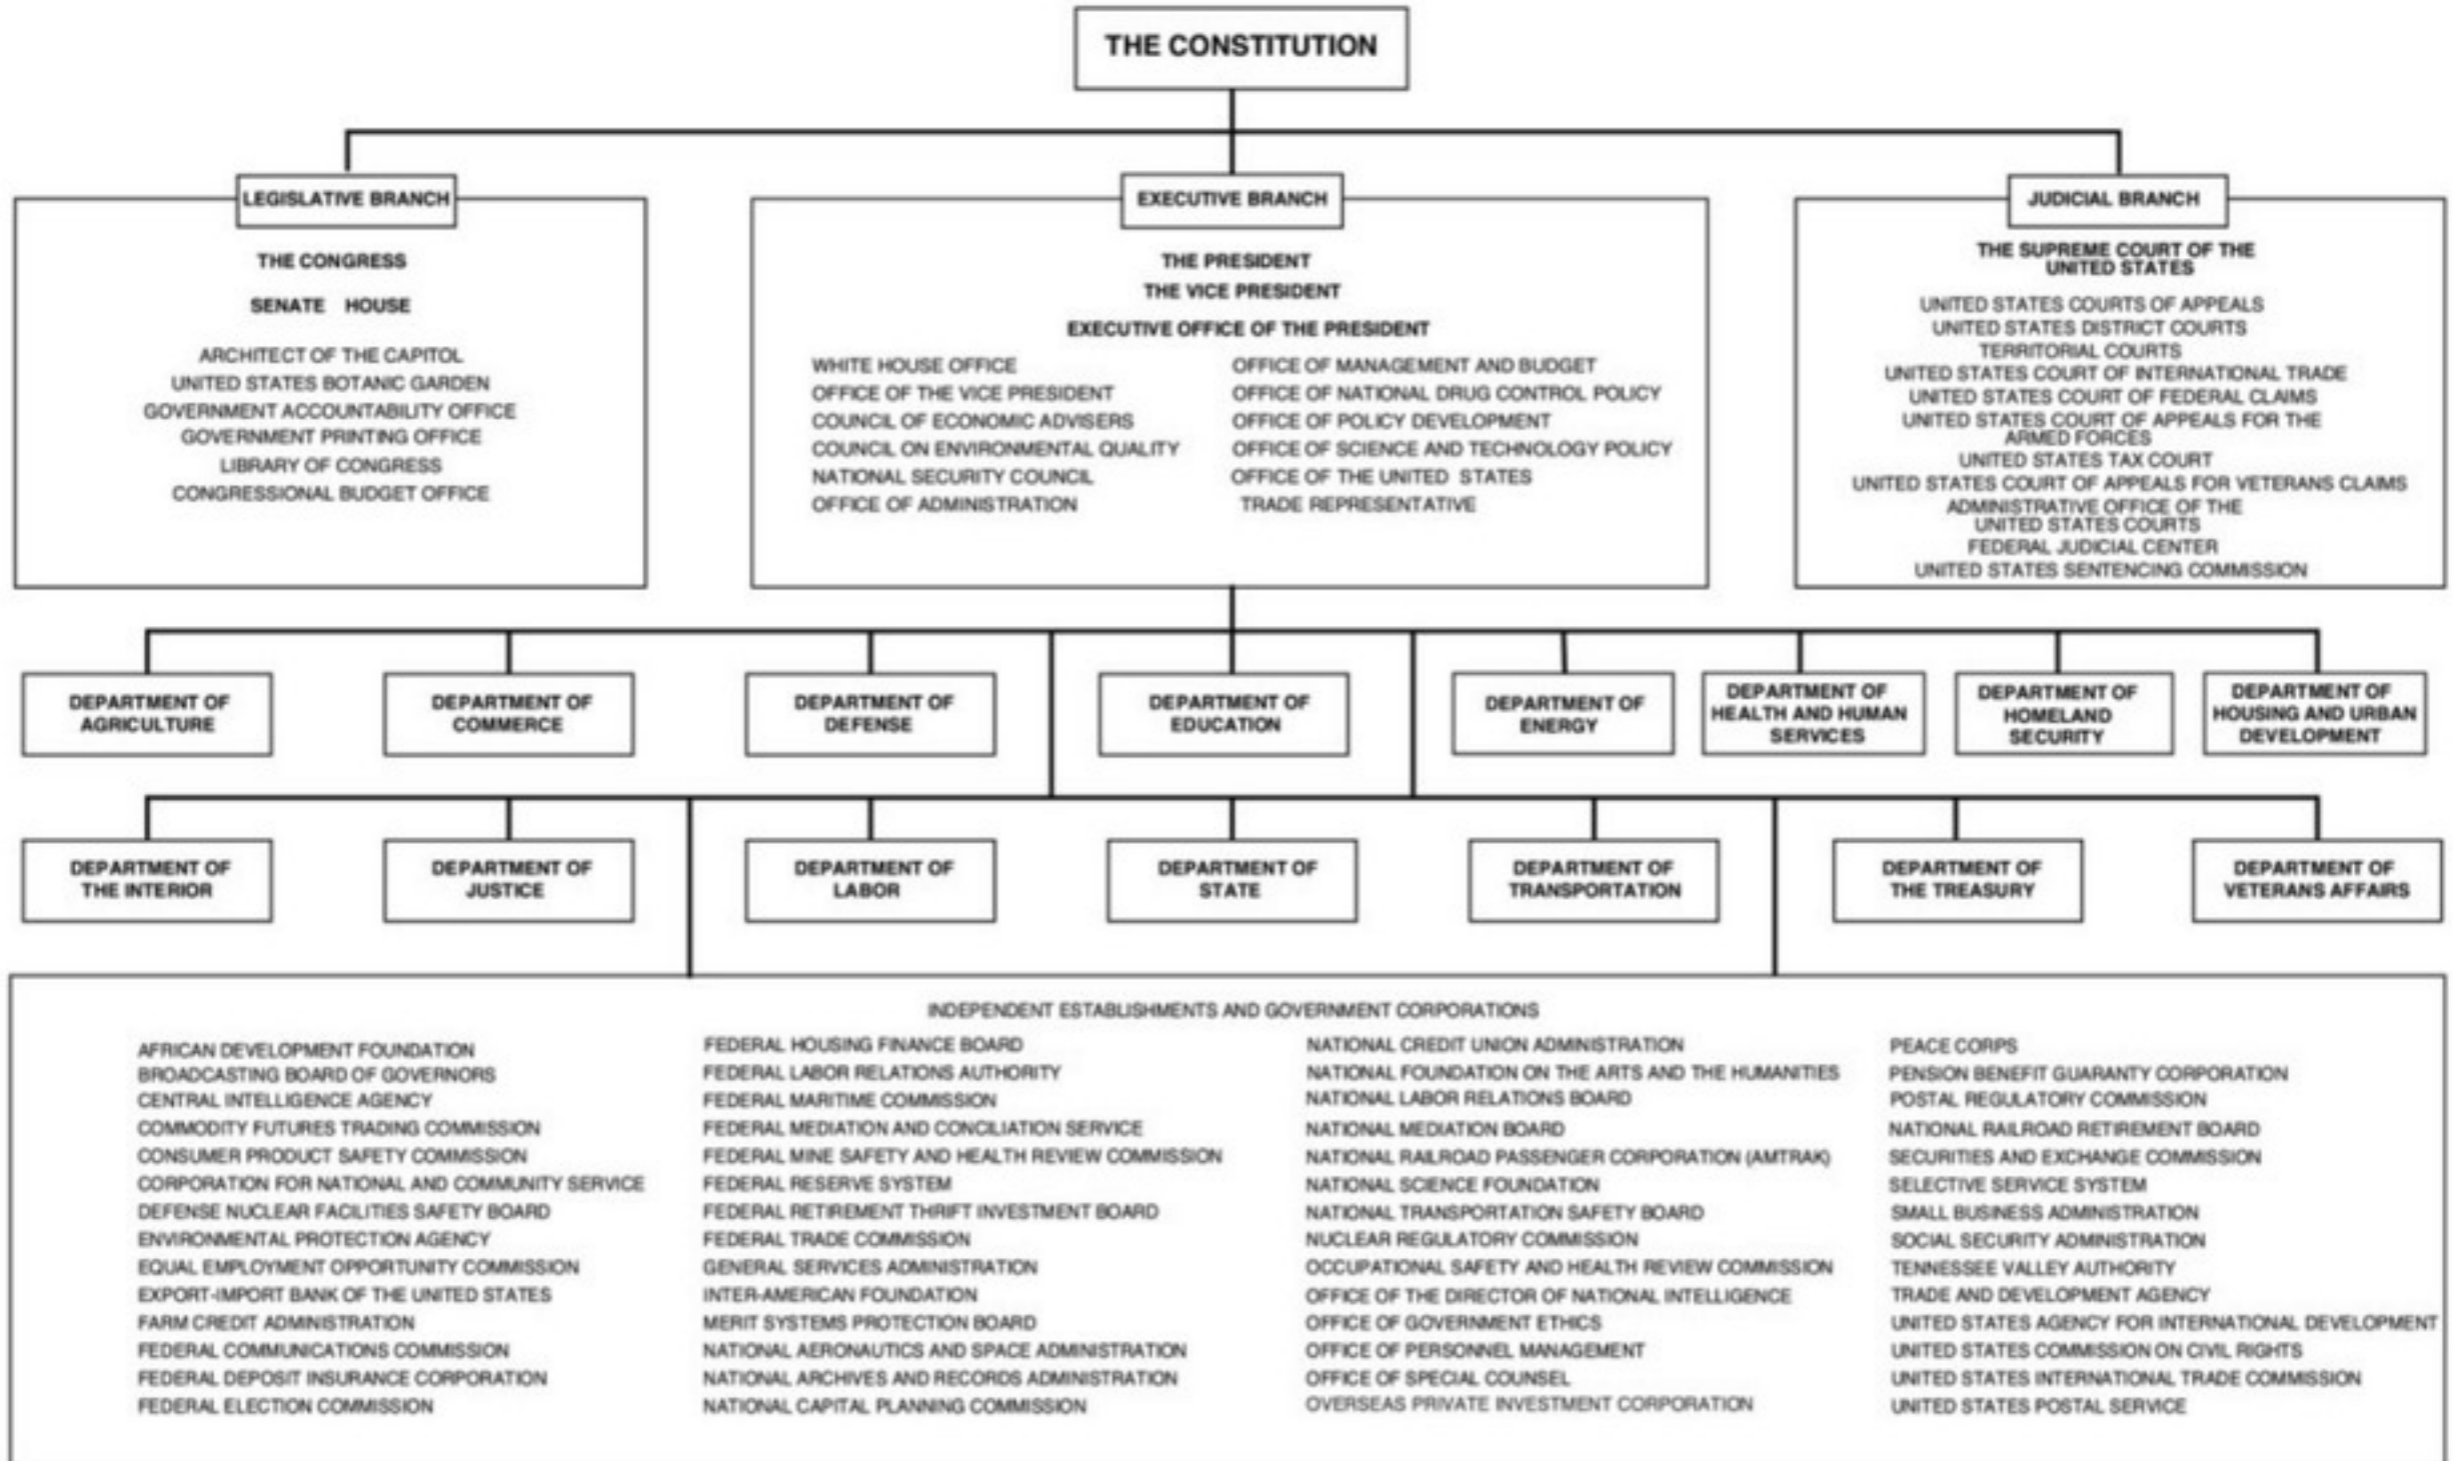 THE CONSTITUTION
LEGISLATIVE BRANCH
THE CONGRESS
SENATE HOUSE
ARCHITECT OF THE CAPITOL
UNITED STATES BOTANIC GARDEN
GOVERNMENT ACCOUNTABILITY OFFICE
GOVERNMENT PRINTING OFFICE
LIBRARY OF CONGRESS
CONGRESSIONAL BUDGET OFFICE
EXECUTIVE BRANCH
THE PRESIDENT
THE VICE PRESIDENT
EXECUTIVE OFFICE OF THE PRESIDENT
WHITE HOUSE OFFICE
OFFICE OF THE VICE PRESIDENT
COUNCIL OF ECONOMIC ADVISERS
COUNCIL ON ENVIRONMENTAL QUALITY
NATIONAL SECURITY COUNCIL
OFFICE OF ADMINISTRATION
OFFICE OF MANAGEMENT AND BUDGET
OFFICE OF NATIONAL DRUG CONTROL POLICY
OFFICE OF POLICY DEVELOPMENT
OFFICE OF SCIENCE AND TECHNOLOGY POLICY
OFFICE OF THE UNITED STATES
TRADE REPRESENTATIVE
JUDICIAL BRANCH
THE SUPREME COURT OF THE
UNITED STATES
UNITED STATES COURTS OF APPEALS
UNITED STATES DISTRICT COURTS
TERRITORIAL COURTS
UNITED STATES COURT OF INTERNATIONAL TRADE
UNITED STATES COURT OF FEDERAL CLAIMS
UNITED STATES COURT OF APPEALS FOR THE
ARMED FORCES
UNITED STATES TAX COURT
UNITED STATES COURT OF APPEALS FOR VETERANS CLAIMS
ADMINISTRATIVE OFFICE OF THE
UNITED STATES COURTS
FEDERAL JUDICIAL CENTER
UNITED STATES SENTENCING COMMISSION
DEPARTMENT OF
AGRICULTURE
DEPARTMENT OF
COMMERCE
DEPARTMENT OF
DEFENSE
DEPARTMENT OF
EDUCATION
DEPARTMENT OF
ENERGY
DEPARTMENT OF
HEALTH AND HUMAN
SERVICES
DEPARTMENT OF
HOMELAND
SECURITY
DEPARTMENT OF
HOUSING AND URBAN
DEVELOPMENT
DEPARTMENT OF
THE INTERIOR
DEPARTMENT OF
JUSTICE
DEPARTMENT OF
LABOR
DEPARTMENT OF
STATE
DEPARTMENT OF
TRANSPORTATION
DEPARTMENT OF
THE TREASURY
DEPARTMENT OF
VETERANS AFFAIRS
INDEPENDENT ESTABLISHMENTS AND GOVERNMENT CORPORATIONS
AFRICAN DEVELOPMENT FOUNDATION
BROADCASTING BOARD OF GOVERNORS
CENTRAL INTELLIGENCE AGENCY
COMMODITY FUTURES TRADING COMMISSION
CONSUMER PRODUCT SAFETY COMMISSION
CORPORATION FOR NATIONAL AND COMMUNITY SERVICE
DEFENSE NUCLEAR FACILITIES SAFETY BOARD
ENVIRONMENTAL PROTECTION AGENCY
EQUAL EMPLOYMENT OPPORTUNITY COMMISSION
EXPORT-IMPORT BANK OF THE UNITED STATES
FARM CREDIT ADMINISTRATION
FEDERAL COMMUNICATIONS COMMISSION
FEDERAL DEPOSIT INSURANCE CORPORATION
FEDERAL ELECTION COMMISSION
FEDERAL HOUSING FINANCE BOARD
FEDERAL LABOR RELATIONS AUTHORITY
FEDERAL MARITIME COMMISSION
FEDERAL MEDIATION AND CONCILIATION SERVICE
FEDERAL MINE SAFETY AND HEALTH REVIEW COMMISSION
FEDERAL RESERVE SYSTEM
FEDERAL RETIREMENT THRIFT INVESTMENT BOARD
FEDERAL TRADE COMMISSION
GENERAL SERVICES ADMINISTRATION
INTER-AMERICAN FOUNDATION
MERIT SYSTEMS PROTECTION BOARD
NATIONAL AERONAUTICS AND SPACE ADMINISTRATION
NATIONAL ARCHIVES AND RECORDS ADMINISTRATION
NATIONAL CAPITAL PLANNING COMMISSION
NATIONAL CREDIT UNION ADMINISTRATION
NATIONAL FOUNDATION ON THE ARTS AND THE HUMANITIES
NATIONAL LABOR RELATIONS BOARD
NATIONAL MEDIATION BOARD
NATIONAL RAILROAD PASSENGER CORPORATION (AMTRAK)
NATIONAL SCIENCE FOUNDATION
NATIONAL TRANSPORTATION SAFETY BOARD
NUCLEAR REGULATORY COMMISSION
OCCUPATIONAL SAFETY AND HEALTH REVIEW COMMISSION
OFFICE OF THE DIRECTOR OF NATIONAL INTELLIGENCE
OFFICE OF GOVERNMENT ETHICS
OFFICE OF PERSONNEL MANAGEMENT
OFFICE OF SPECIAL COUNSEL
OVERSEAS PRIVATE INVESTMENT CORPORATION
PEACE CORPS
PENSION BENEFIT GUARANTY CORPORATION
POSTAL REGULATORY COMMISSION
NATIONAL RAILROAD RETIREMENT BOARD
SECURITIES AND EXCHANGE COMMISSION
SELECTIVE SERVICE SYSTEM
SMALL BUSINESS ADMINISTRATION
SOCIAL SECURITY ADMINISTRATION
TENNESSEE VALLEY AUTHORITY
TRADE AND DEVELOPMENT AGENCY
UNITED STATES AGENCY FOR INTERNATIONAL DEVELOPMENT
UNITED STATES COMMISSION ON CIVIL RIGHTS
UNITED STATES INTERNATIONAL TRADE COMMISSION
UNITED STATES POSTAL SERVICE